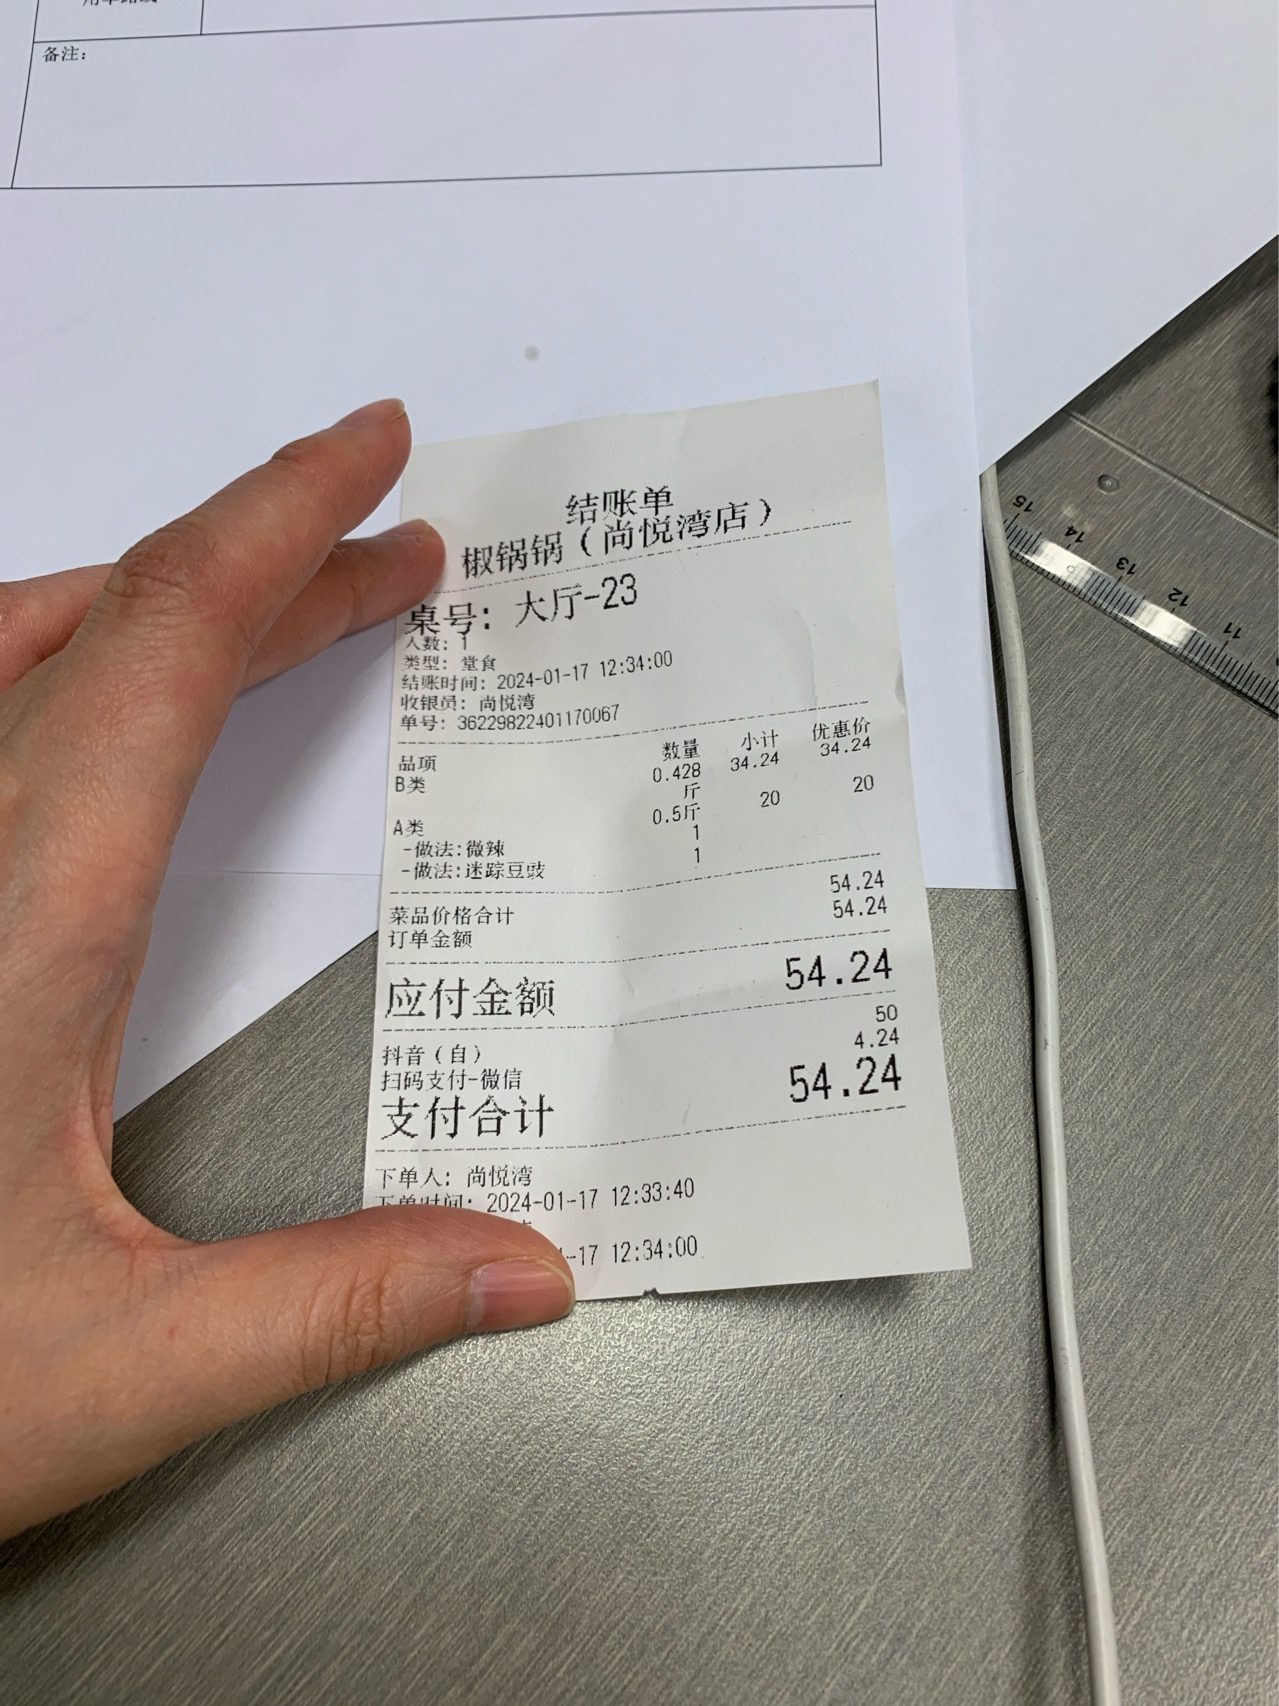 备注:
结账单
椒锅锅（尚悦湾店）
桌号: 大厅-23
人数: 1
类型: 堂食
结账时间: 2024-01-17 12:34:00
收银员: 尚悦湾
单号: 36229822401170067
品项 数量 小计 优惠价
B类 0.428 34.24 34.24
斤
A类 0.5斤 20 20
-做法:微辣 1
-做法:迷踪豆豉 1
菜品价格合计 54.24
订单金额 54.24
应付金额 54.24
抖音（自） 50
扫码支付-微信 4.24
支付合计 54.24
下单人: 尚悦湾
下单时间: 2024-01-17 12:33:40
-17 12:34:00
15 14 13 12 11